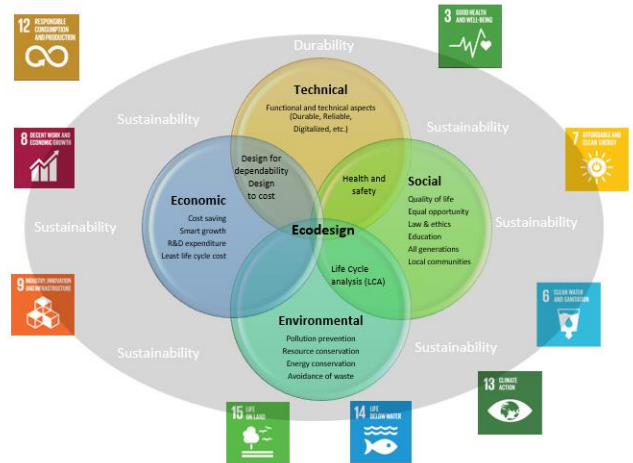 12 RESPONSIBLE
CONSUMPTION
AND PRODUCTION
3 GOOD HEALTH
AND WELL-BEING
Durability
Technical
Functional and technical aspects
(Durable, Reliable,
Digitalized, etc.)
Sustainability
Sustainability
8 DECENT WORK AND
ECONOMIC GROWTH
7 AFFORDABLE AND
CLEAN ENERGY
Design for
dependability
Design
to cost
Health and
safety
Economic
Cost saving
Smart growth
R&D expenditure
Least life cycle cost
Social
Quality of life
Equal opportunity
Law & ethics
Education
All generations
Local communities
Sustainability
Sustainability
Ecodesign
Life Cycle
analysis (LCA)
9 INDUSTRY, INNOVATION
AND INFRASTRUCTURE
6 CLEAN WATER
AND SANITATION
Environmental
Pollution prevention
Resource conservation
Energy conservation
Avoidance of waste
Sustainability
Sustainability
13 CLIMATE
ACTION
15 LIFE
ON LAND
14 LIFE
BELOW WATER